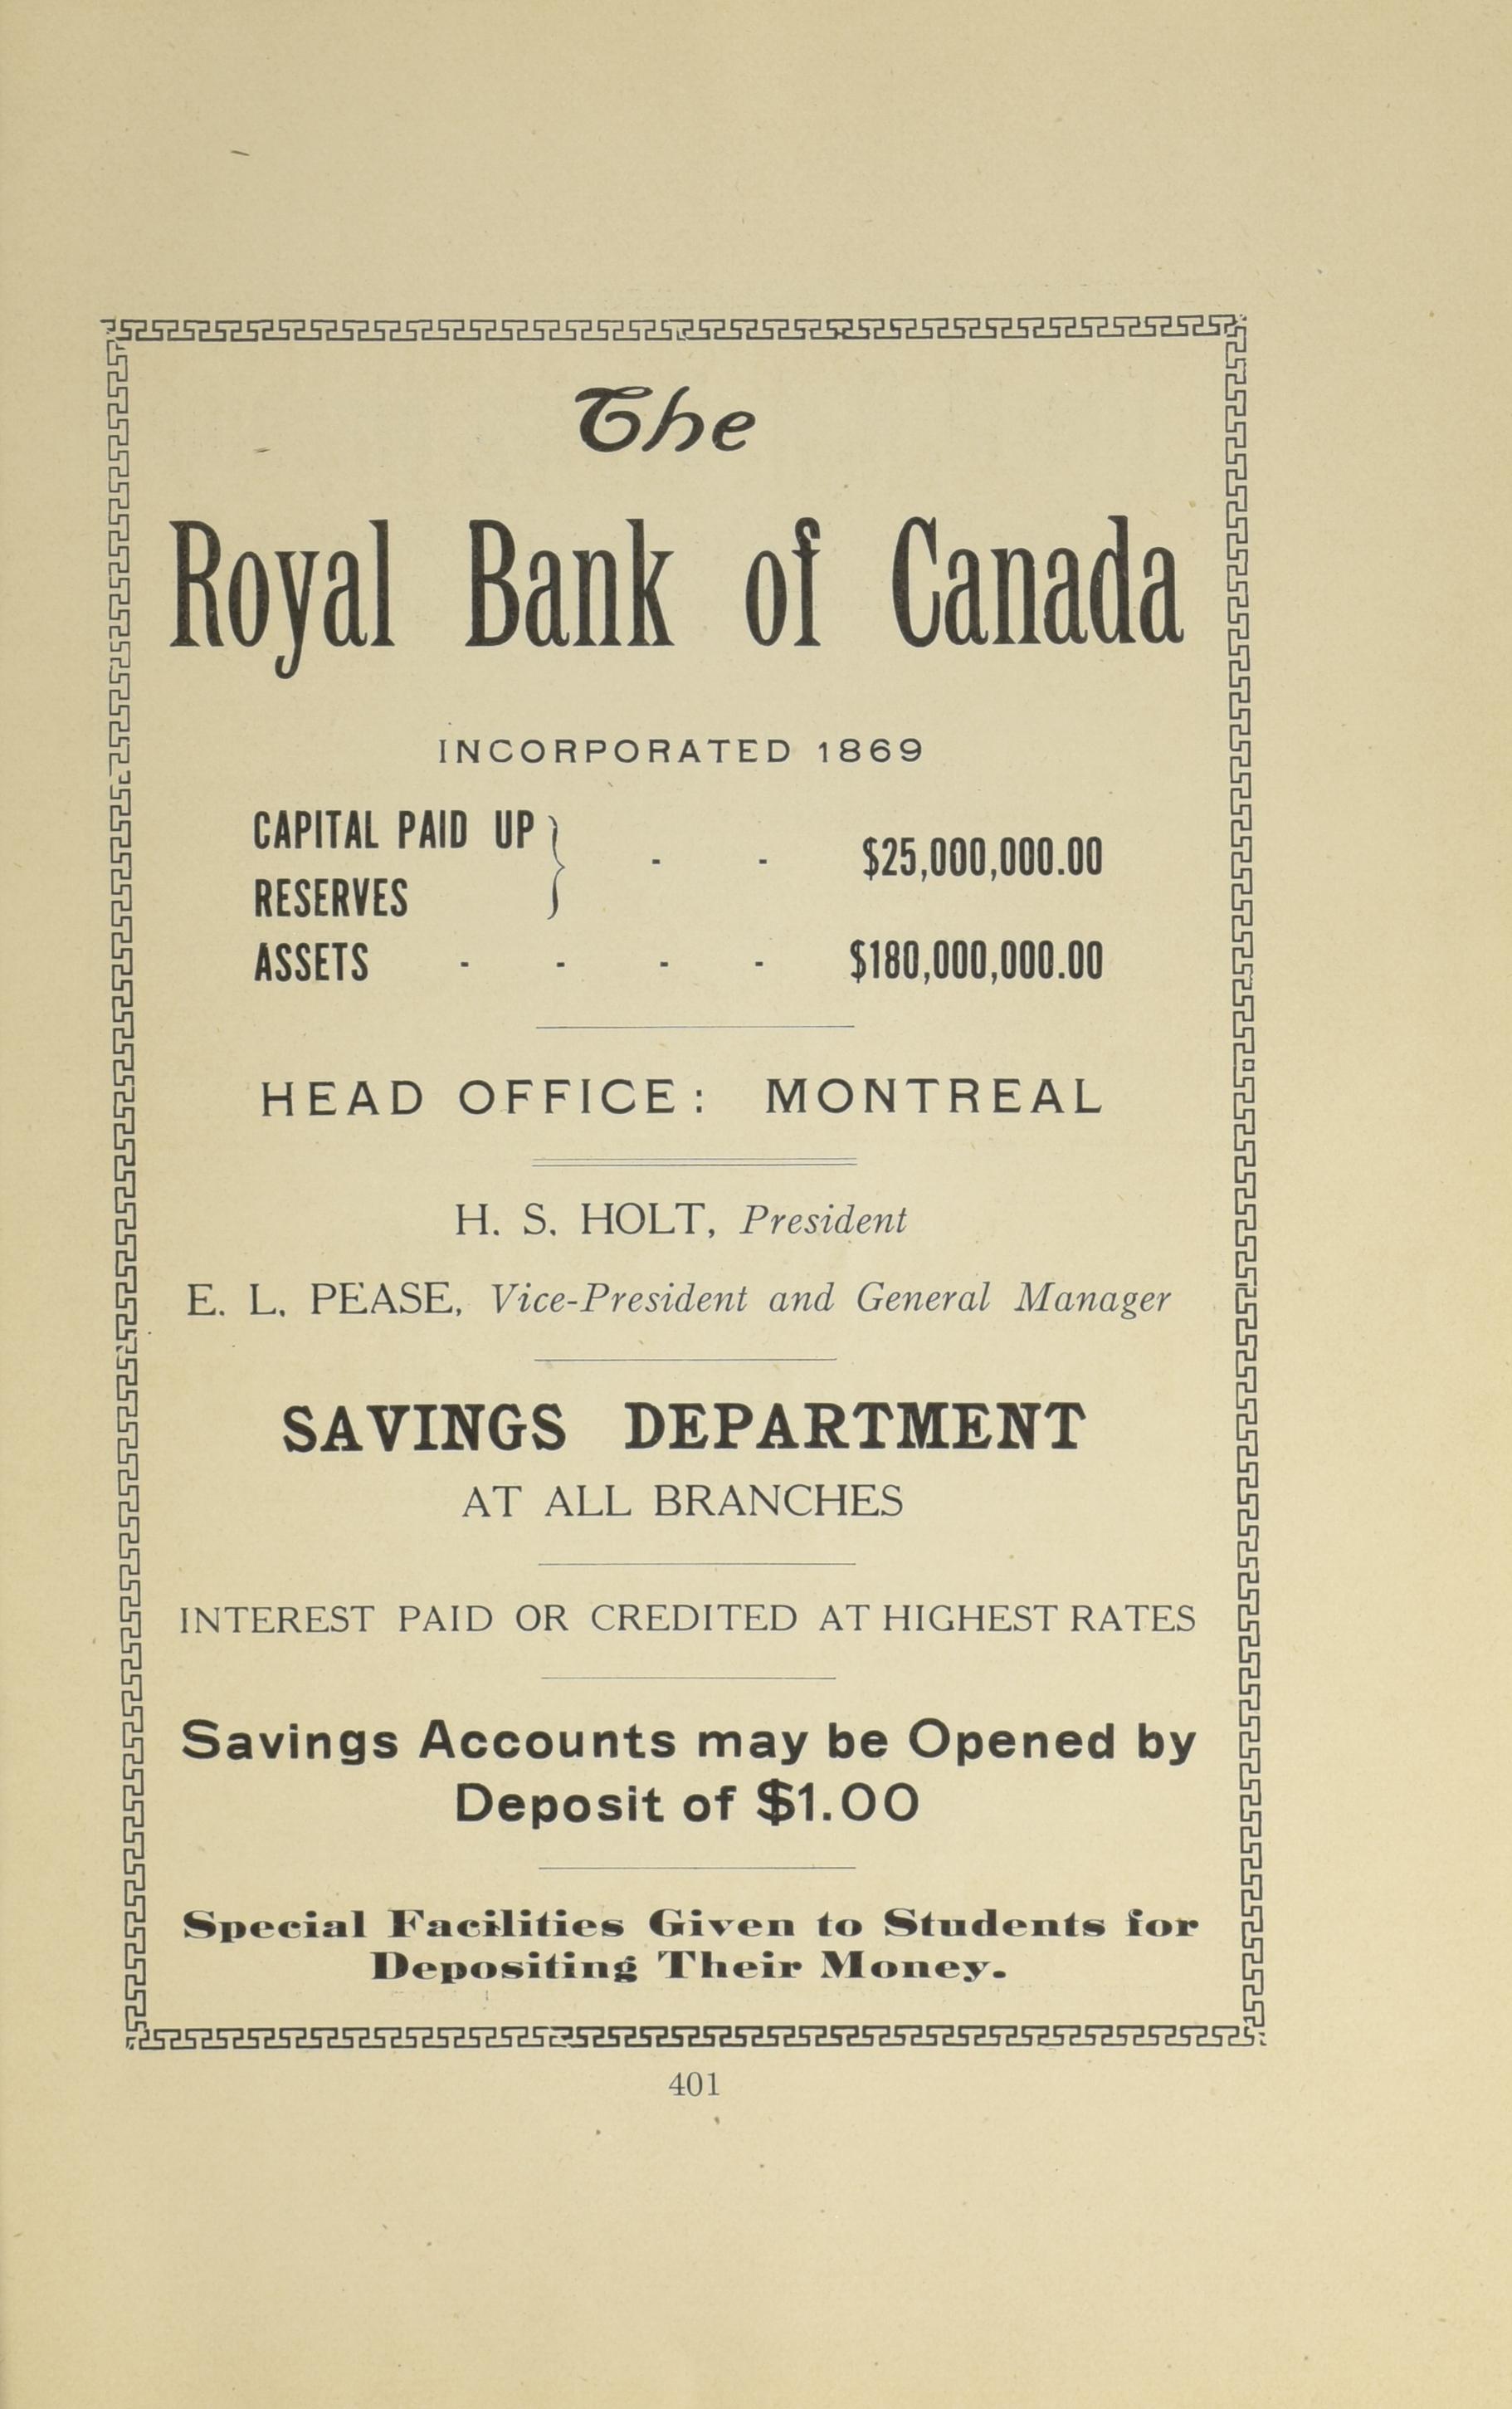 The
Royal Bank of Canada
INCORPORATED 1869
CAPITAL PAID UP } - - $25,000,000.00
RESERVES
ASSETS - - - - $180,000,000.00
HEAD OFFICE: MONTREAL
H. S. HOLT, President
E. L. PEASE, Vice-President and General Manager
SAVINGS DEPARTMENT
AT ALL BRANCHES
INTEREST PAID OR CREDITED AT HIGHEST RATES
Savings Accounts may be Opened by
Deposit of $1.00
Special Facilities Given to Students for
Depositing Their Money.
401